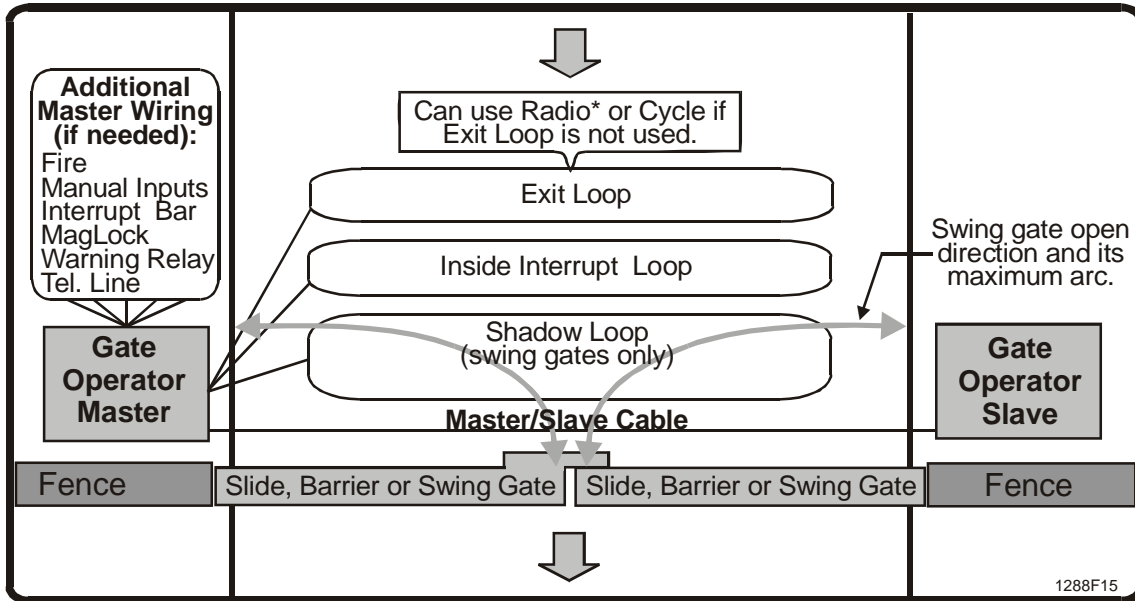 Additional
Master Wiring
(if needed):
Fire
Manual Inputs
Interrupt Bar
MagLock
Warning Relay
Tel. Line
Can use Radio* or Cycle if
Exit Loop is not used.
Exit Loop
Inside Interrupt Loop
Shadow Loop
(swing gates only)
Swing gate open
direction and its
maximum arc.
Gate
Operator
Master
Gate
Operator
Slave
Master/Slave Cable
Fence
Slide, Barrier or Swing Gate
Slide, Barrier or Swing Gate
Fence
1288F15